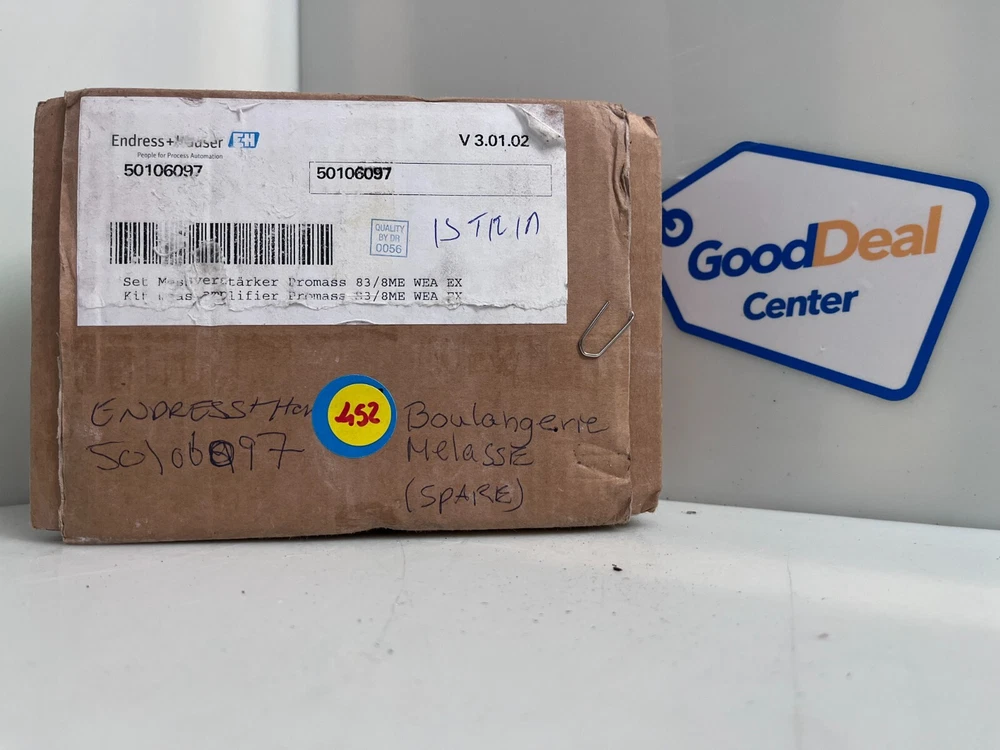 Endress+Hauser EH
People for Process Automation
V 3.01.02
50106097
50106097
QUALITY
BY DR
0056
ISTRIA
Set Messverstärker Promass 83/8ME WEA EX
Kit meas. amplifier Promass 83/8ME WEA EX
ENDRESS+Hau
50106097
452
Boulangerie
Melasse
(SPARE)
GoodDeal
Center